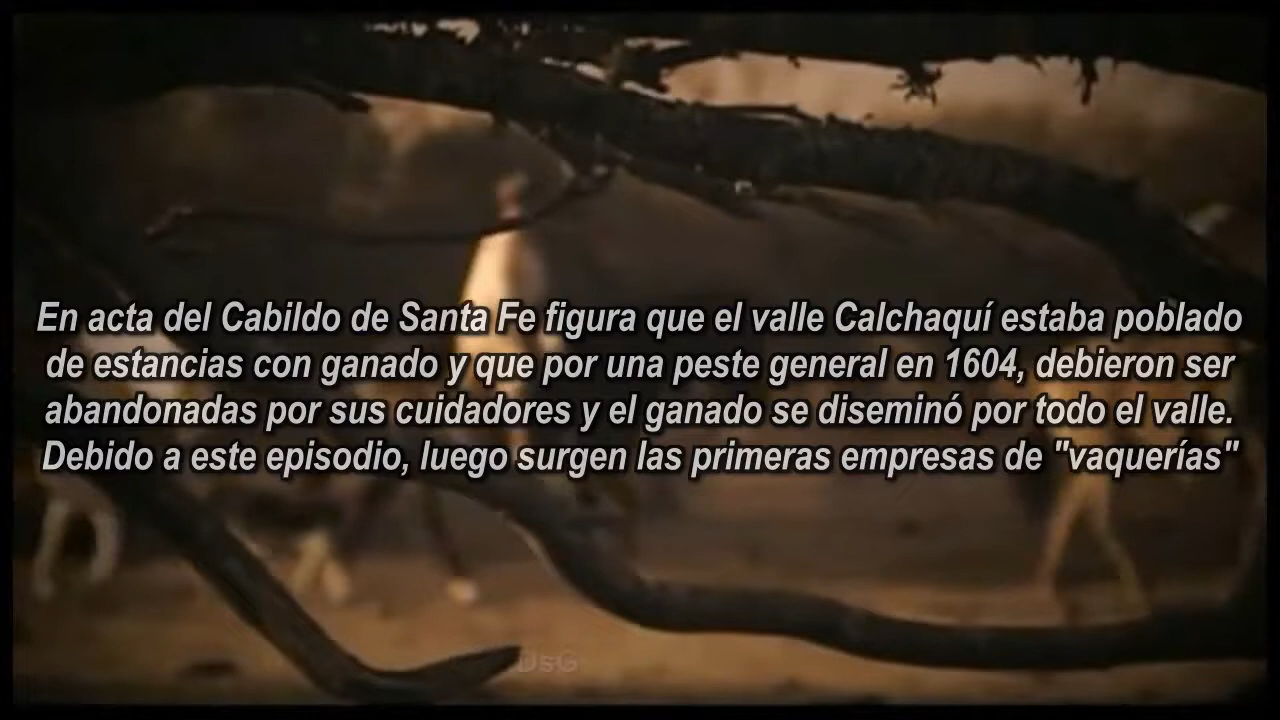 En acta del Cabildo de Santa Fe figura que el valle Calchaquí estaba poblado
de estancias con ganado y que por una peste general en 1604, debieron ser
abandonadas por sus cuidadores y el ganado se diseminó por todo el valle.
Debido a este episodio, luego surgen las primeras empresas de "vaquerías"
DsG